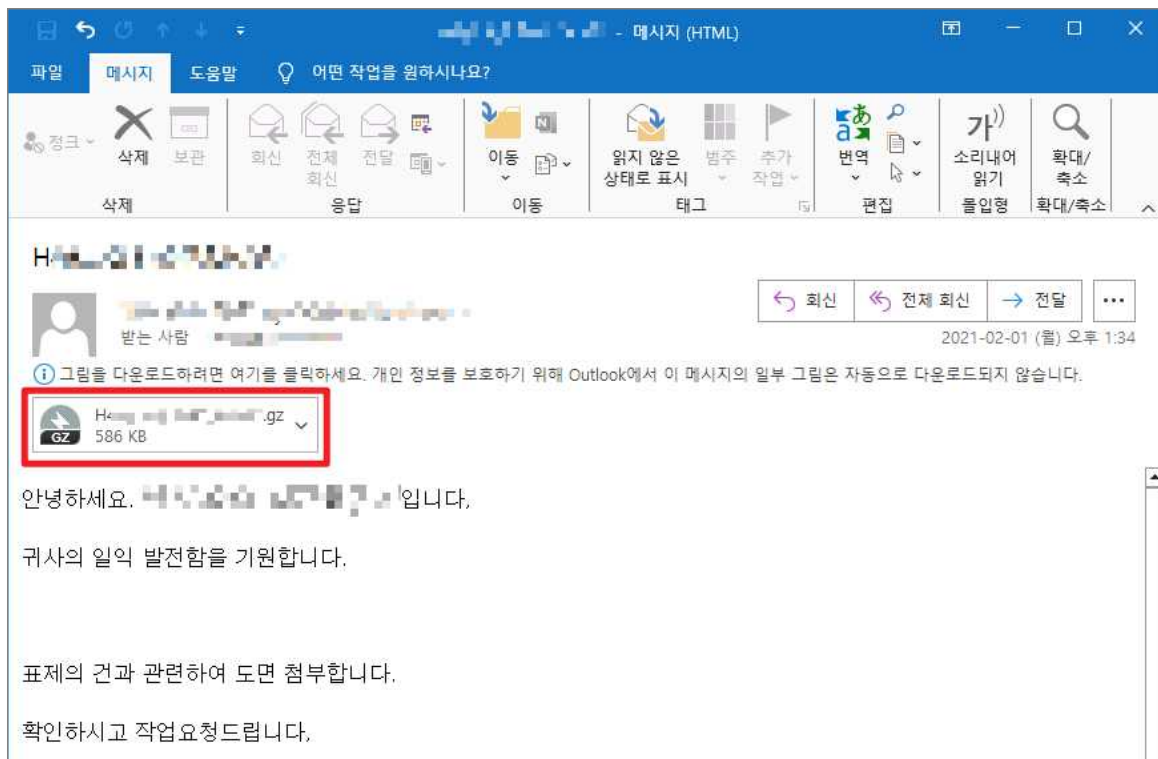 메시지 (HTML)
파일 메시지 도움말 어떤 작업을 원하시나요?
정크 삭제 보관 회신 전체 회신 전달 이동 읽지 않은 상태로 표시 범주 추가 작업 번역 소리내어 읽기 확대/축소
삭제 응답 이동 태그 편집 몰입형 확대/축소
회신 전체 회신 전달
받는 사람 2021-02-01 (월) 오후 1:34
그림을 다운로드하려면 여기를 클릭하세요. 개인 정보를 보호하기 위해 Outlook에서 이 메시지의 일부 그림은 자동으로 다운로드되지 않습니다.
.gz
GZ 586 KB
안녕하세요. 입니다,
귀사의 일익 발전함을 기원합니다.
표제의 건과 관련하여 도면 첨부합니다.
확인하시고 작업요청드립니다,